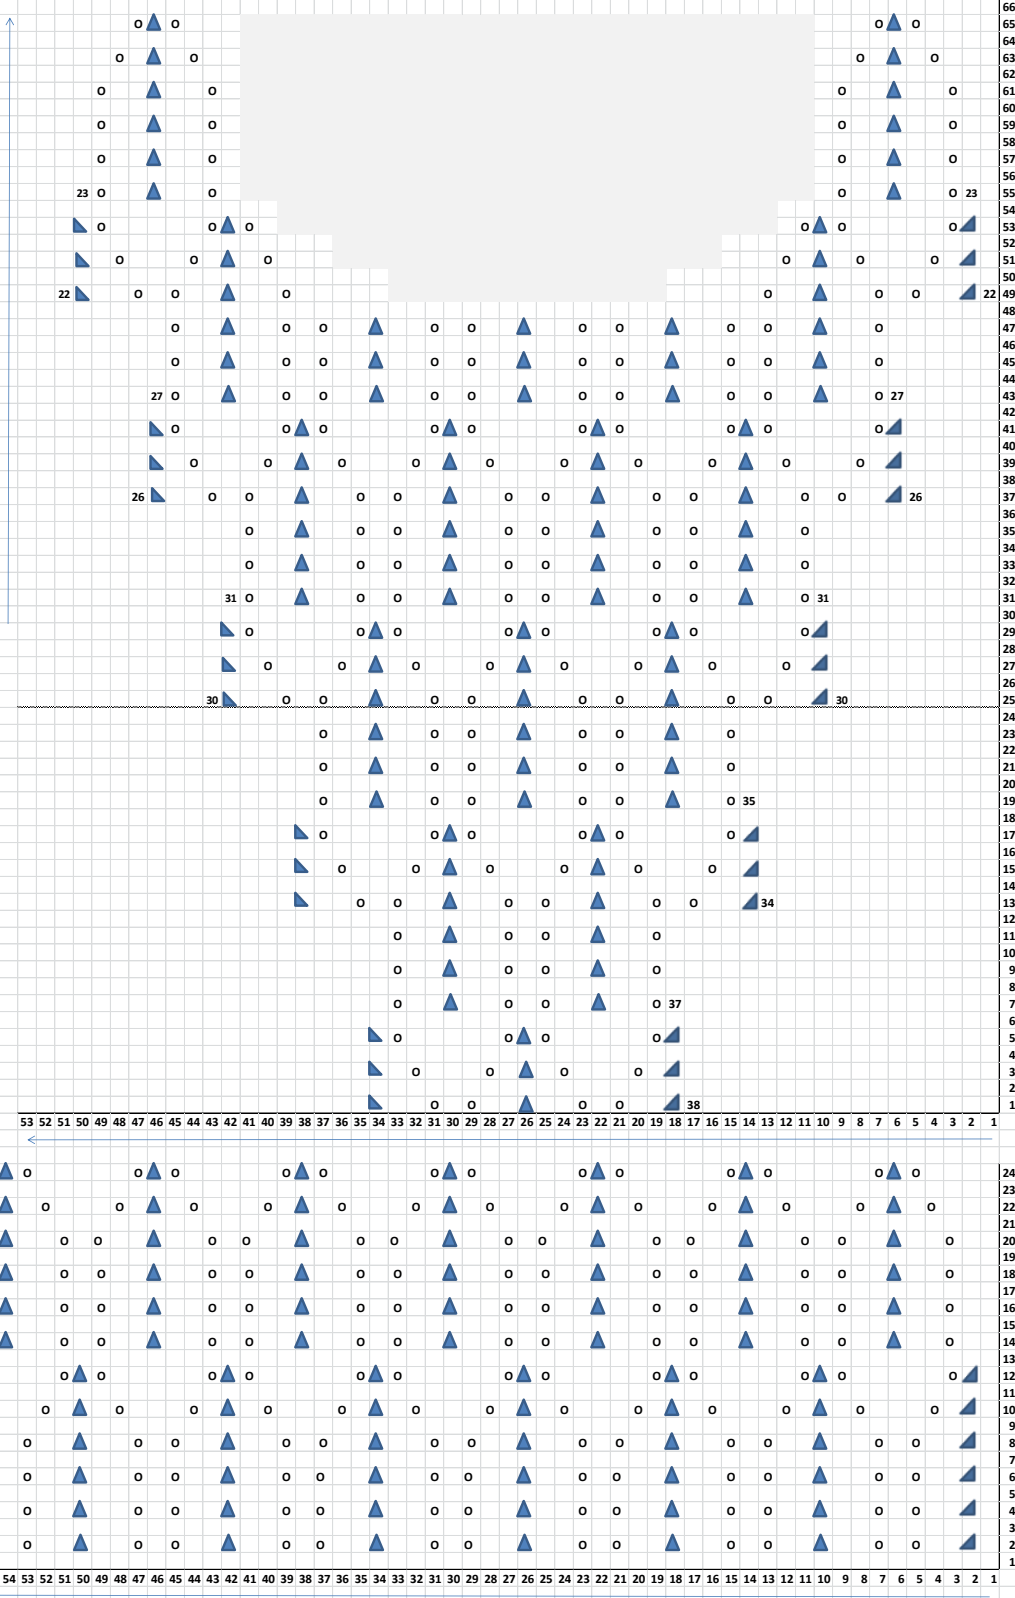 66
o o o o 65
64
o o o o 63
62
o o o o 61
60
o o o o 59
58
o o o o 57
56
23 o o o o 23 55
54
o o o o o o 53
52
o o o o o o 51
50
22 o o o o o o 22 49
48
o o o o o o o o o o 47
46
o o o o o o o o o o 45
44
27 o o o o o o o o o o 27 43
42
o o o o o o o o o o 41
40
o o o o o o o o o o 39
38
26 o o o o o o o o o o 26 37
36
o o o o o o o o 35
34
o o o o o o o o 33
32
31 o o o o o o o o 31 31
30
o o o o o o o o 29
28
o o o o o o o o 27
26
30 o o o o o o o o 30 25
24
o o o o o o 23
22
o o o o o o 21
20
o o o o o o 35 19
18
o o o o o o 17
16
o o o o o o 15
14
o o o o o o 34 13
12
o o o o 11
10
o o o o 9
8
o o o o 37 7
6
o o o o 5
4
o o o o 3
2
o o o o 38 1
53 52 51 50 49 48 47 46 45 44 43 42 41 40 39 38 37 36 35 34 33 32 31 30 29 28 27 26 25 24 23 22 21 20 19 18 17 16 15 14 13 12 11 10 9 8 7 6 5 4 3 2 1
o o o o o o o o o o o o o 24
23
o o o o o o o o o o o o o 22
21
o o o o o o o o o o o o o 20
19
o o o o o o o o o o o o o 18
17
o o o o o o o o o o o o o 16
15
o o o o o o o o o o o o o 14
13
o o o o o o o o o o o o o 12
11
o o o o o o o o o o o o o 10
9
o o o o o o o o o o o o o 8
7
o o o o o o o o o o o o o 6
5
o o o o o o o o o o o o o 4
3
o o o o o o o o o o o o o 2
1
54 53 52 51 50 49 48 47 46 45 44 43 42 41 40 39 38 37 36 35 34 33 32 31 30 29 28 27 26 25 24 23 22 21 20 19 18 17 16 15 14 13 12 11 10 9 8 7 6 5 4 3 2 1